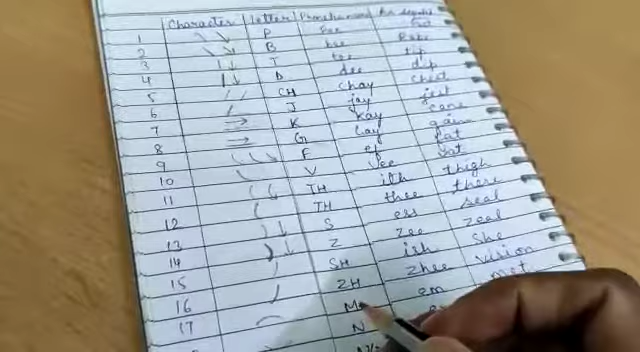 Character Letter Pronunciation As sounded
1 P Pee Pat
2 B bee Rate
3 T tee tip
4 D dee dip
5 CH chay chest
6 J jay jest
7 K kay cane
8 G gay gain
9 F ef fat
10 V vee vat
11 TH ith thigh
12 TH thee there
13 S ess seal
14 Z zee zeal
15 SH ish she
16 ZH zhee vision
17 M em met
N